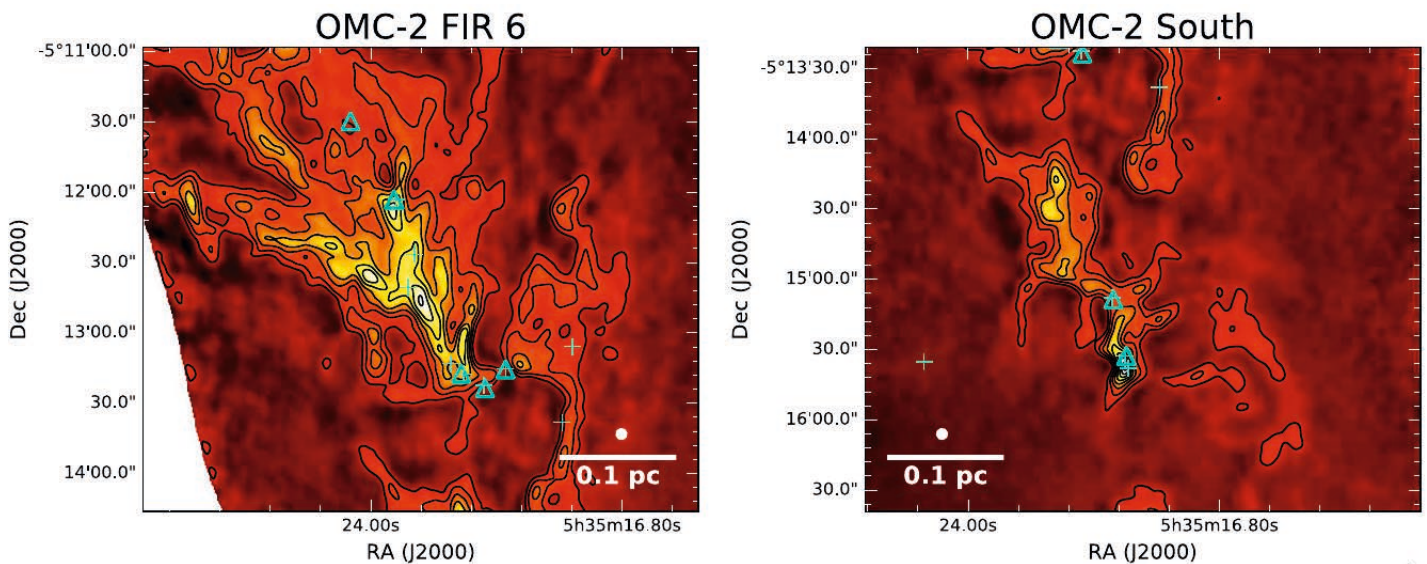 OMC-2 FIR 6
-5°11'00.0"
30.0"
12'00.0"
30.0"
13'00.0"
30.0"
14'00.0"
Dec (J2000)
0.1 pc
24.00s
5h35m16.80s
RA (J2000)
OMC-2 South
-5°13'30.0"
14'00.0"
30.0"
15'00.0"
30.0"
16'00.0"
30.0"
Dec (J2000)
0.1 pc
24.00s
5h35m16.80s
RA (J2000)